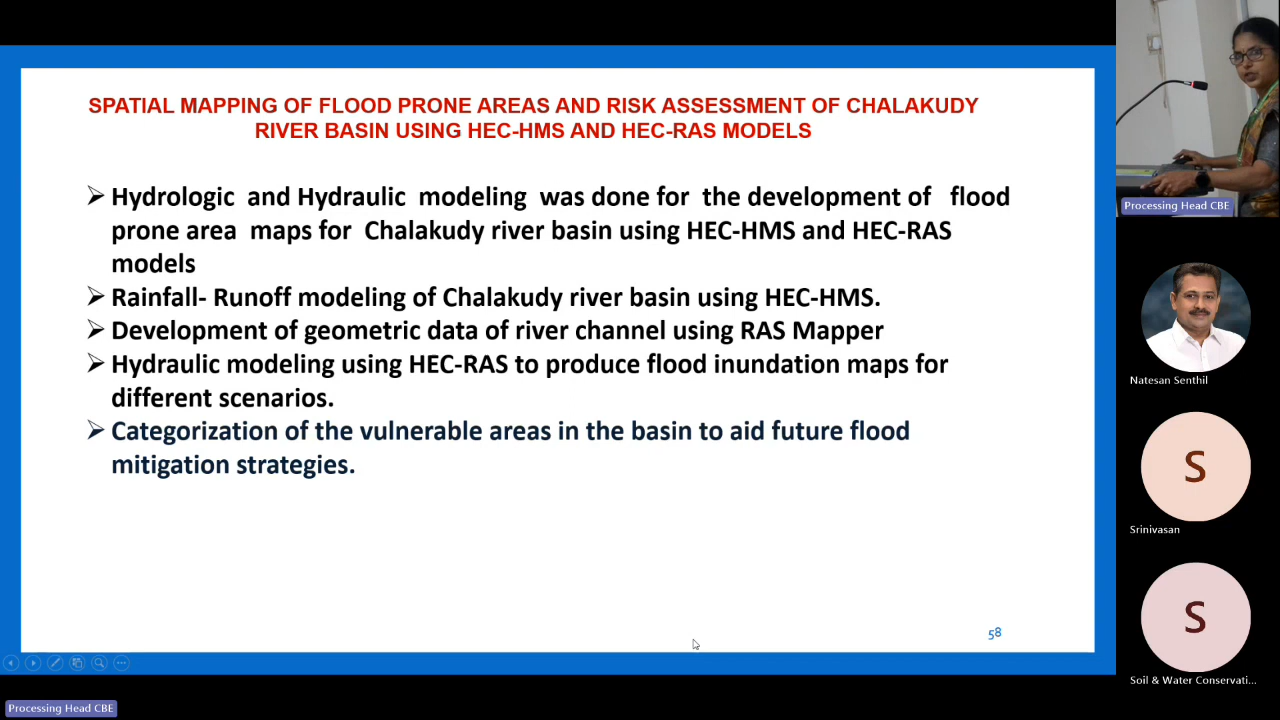 SPATIAL MAPPING OF FLOOD PRONE AREAS AND RISK ASSESSMENT OF CHALAKUDY
RIVER BASIN USING HEC-HMS AND HEC-RAS MODELS
➢ Hydrologic and Hydraulic modeling was done for the development of flood
prone area maps for Chalakudy river basin using HEC-HMS and HEC-RAS
models
➢ Rainfall- Runoff modeling of Chalakudy river basin using HEC-HMS.
➢ Development of geometric data of river channel using RAS Mapper
➢ Hydraulic modeling using HEC-RAS to produce flood inundation maps for
different scenarios.
➢ Categorization of the vulnerable areas in the basin to aid future flood
mitigation strategies.
58
Processing Head CBE
Processing Head CBE
Natesan Senthil
S
Srinivasan
S
Soil & Water Conservati...